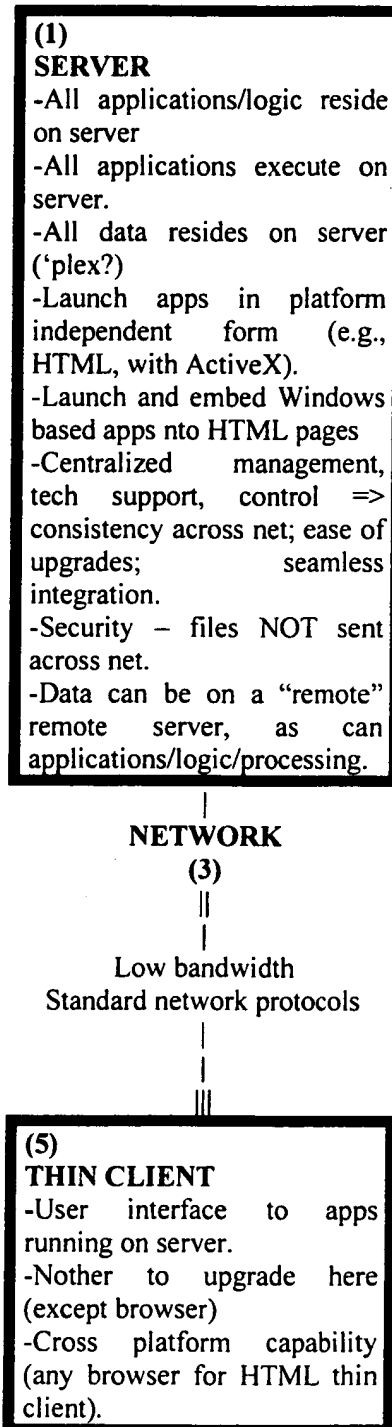 (1)
SERVER
-All applications/logic reside
on server
-All applications execute on
server.
-All data resides on server
('plex?)
-Launch apps in platform
independent form (e.g.,
HTML, with ActiveX).
-Launch and embed Windows
based apps nto HTML pages
-Centralized management,
tech support, control =>
consistency across net; ease of
upgrades; seamless
integration.
-Security – files NOT sent
across net.
-Data can be on a “remote”
remote server, as can
applications/logic/processing.
NETWORK
(3)
Low bandwidth
Standard network protocols
(5)
THIN CLIENT
-User interface to apps
running on server.
-Nother to upgrade here
(except browser)
-Cross platform capability
(any browser for HTML thin
client).